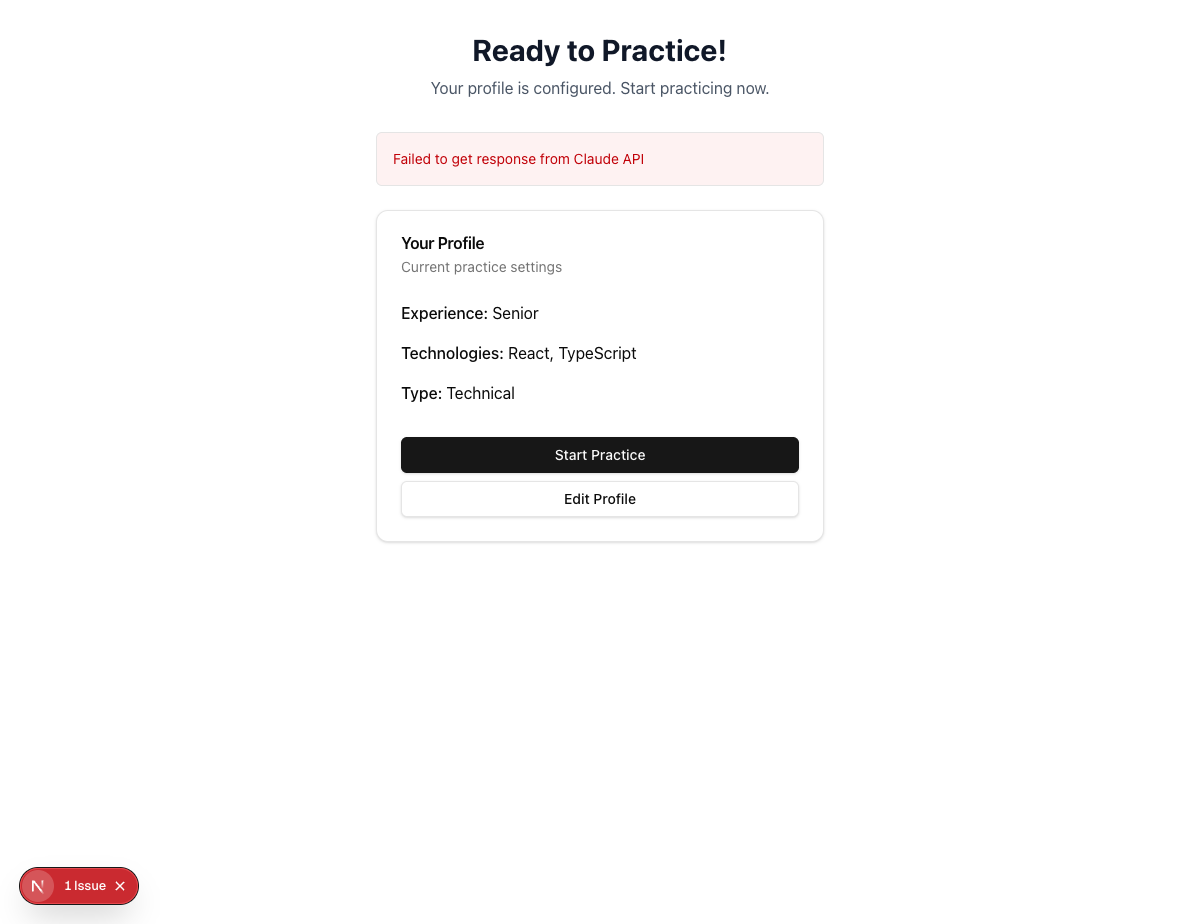 Ready to Practice!
Your profile is configured. Start practicing now.
Failed to get response from Claude API
Your Profile
Current practice settings
Experience: Senior
Technologies: React, TypeScript
Type: Technical
Start Practice
Edit Profile
N 1 Issue